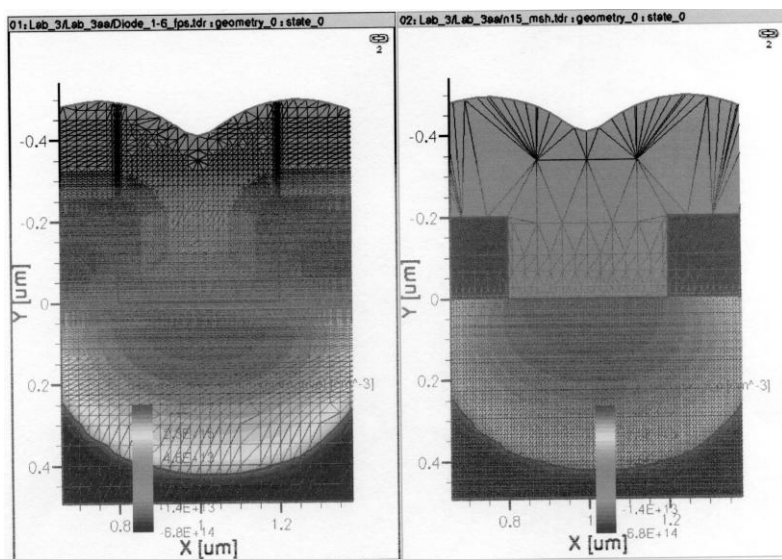 01: Lab_3/Lab_3aa/Diode_1-6_fps.tdr : geometry_0 : state_0
2
-0.4
-0.2
0
0.2
0.4
Y [um]
0.8
1
1.2
X [um]
^-3]
-1.4E+13
-6.8E+14
02: Lab_3/Lab_3aa/n15_msh.tdr : geometry_0 : state_0
2
-0.4
-0.2
0
0.2
0.4
Y [um]
0.8
1
1.2
X [um]
^-3]
-1.4E+13
-6.8E+14